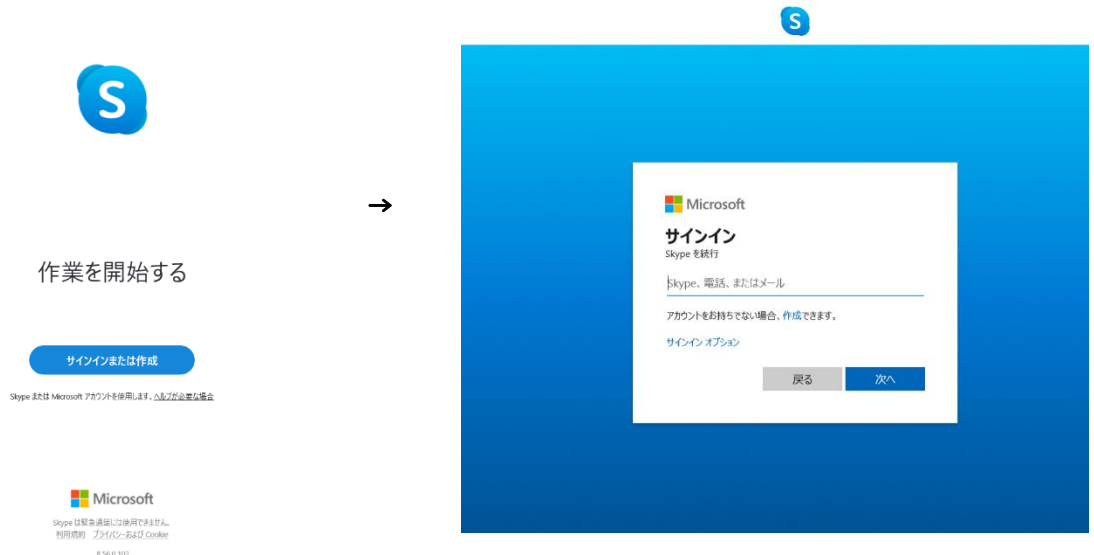 S
作業を開始する
サインインまたは作成
Skype または Microsoft アカウントを使用します。ヘルプが必要な場合
Microsoft
Skype は緊急通話には使用できません。
利用規約 プライバシーおよび Cookie
8.56.0.102
→
S
Microsoft
サインイン
Skype を続行
Skype、電話、またはメール
アカウントをお持ちでない場合、作成できます。
サインイン オプション
戻る 次へ